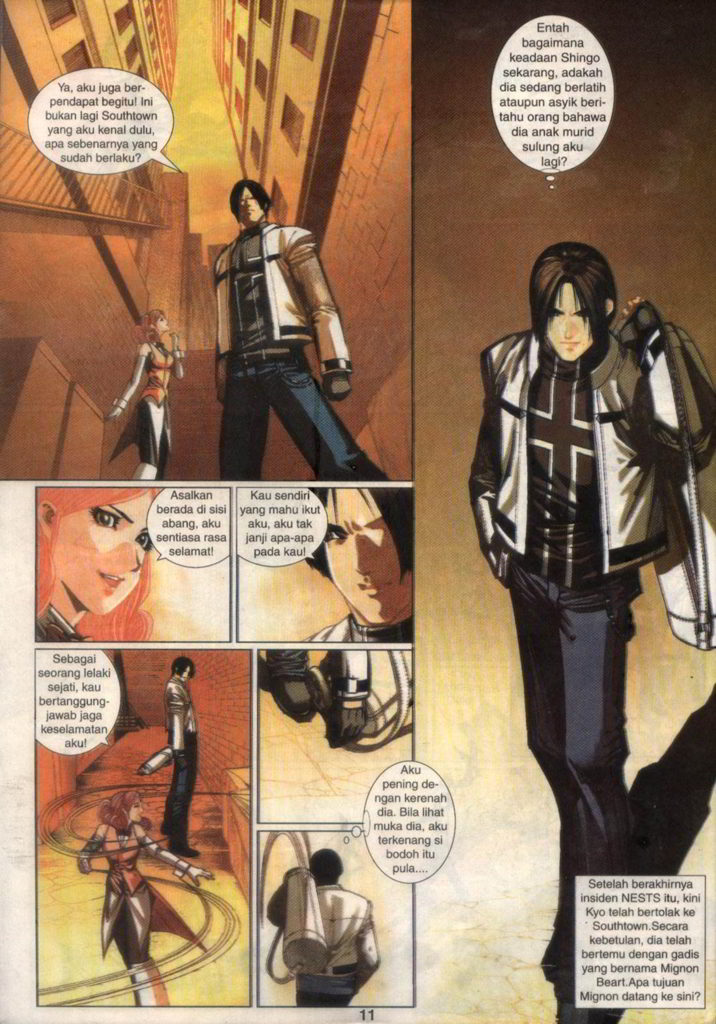 Ya, aku juga ber-
pendapat begitu! Ini
bukan lagi Southtown
yang aku kenal dulu,
apa sebenarnya yang
sudah berlaku?
Entah
bagaimana
keadaan Shingo
sekarang, adakah
dia sedang berlatih
ataupun asyik beri-
tahu orang bahawa
dia anak murid
sulung aku
lagi?
Asalkan
berada di sisi
abang, aku
sentiasa rasa
selamat!
Kau sendiri
yang mahu ikut
aku, aku tak
janji apa-apa
pada kau!
Sebagai
seorang lelaki
sejati, kau
bertanggung-
jawab jaga
keselamatan
aku!
Aku
pening de-
ngan kerenah
dia. Bila lihat
muka dia, aku
terkenang si
bodoh itu
pula....
Setelah berakhirnya
insiden NESTS itu, kini
Kyo telah bertolak ke
Southtown.Secara
kebetulan, dia telah
bertemu dengan gadis
yang bernama Mignon
Beart.Apa tujuan
Mignon datang ke sini?
11